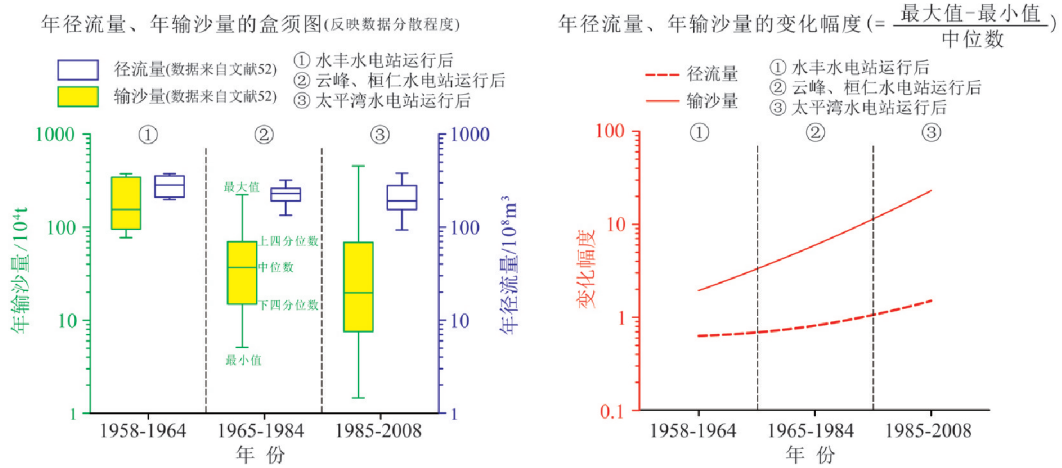 年径流量、年输沙量的盒须图(反映数据分散程度)
径流量(数据来自文献52)
输沙量(数据来自文献52)
① 水丰水电站运行后
② 云峰、桓仁水电站运行后
③ 太平湾水电站运行后
1000
100
10
1
年输沙量/10⁴t
①
②
③
最大值
上四分位数
中位数
下四分位数
最小值
1000
100
10
1
年径流量/10⁸m³
1958-1964
1965-1984
1985-2008
年 份
年径流量、年输沙量的变化幅度(= 最大值-最小值
中位数 )
径流量
输沙量
① 水丰水电站运行后
② 云峰、桓仁水电站运行后
③ 太平湾水电站运行后
100
10
1
0.1
变化幅度
①
②
③
1958-1964
1965-1984
1985-2008
年 份